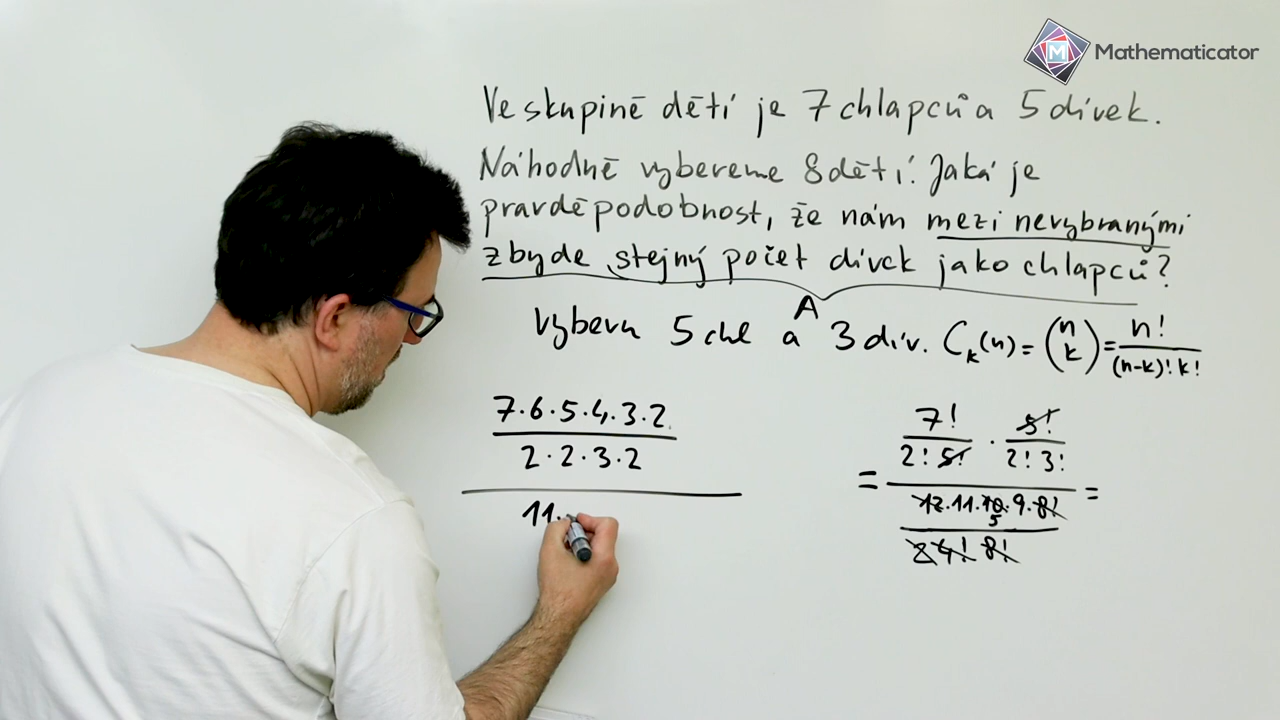 Mathematicator
Ve skupině dětí je 7 chlapců a 5 dívek.
Náhodně vybereme 8 dětí. Jaká je
pravděpodobnost, že nám mezi nevybranými
zbyde stejný počet dívek jako chlapců?
A
Vyberu 5 chl a 3 dív. C_k(n) = (n k) = n! / (n-k)! k!
7·6·5·4·3·2 / 2·2·3·2
11·
= 7! / 2! 5! · 5! / 2! 3!
12·11·10·9·8! / 2 4! 8! =
5